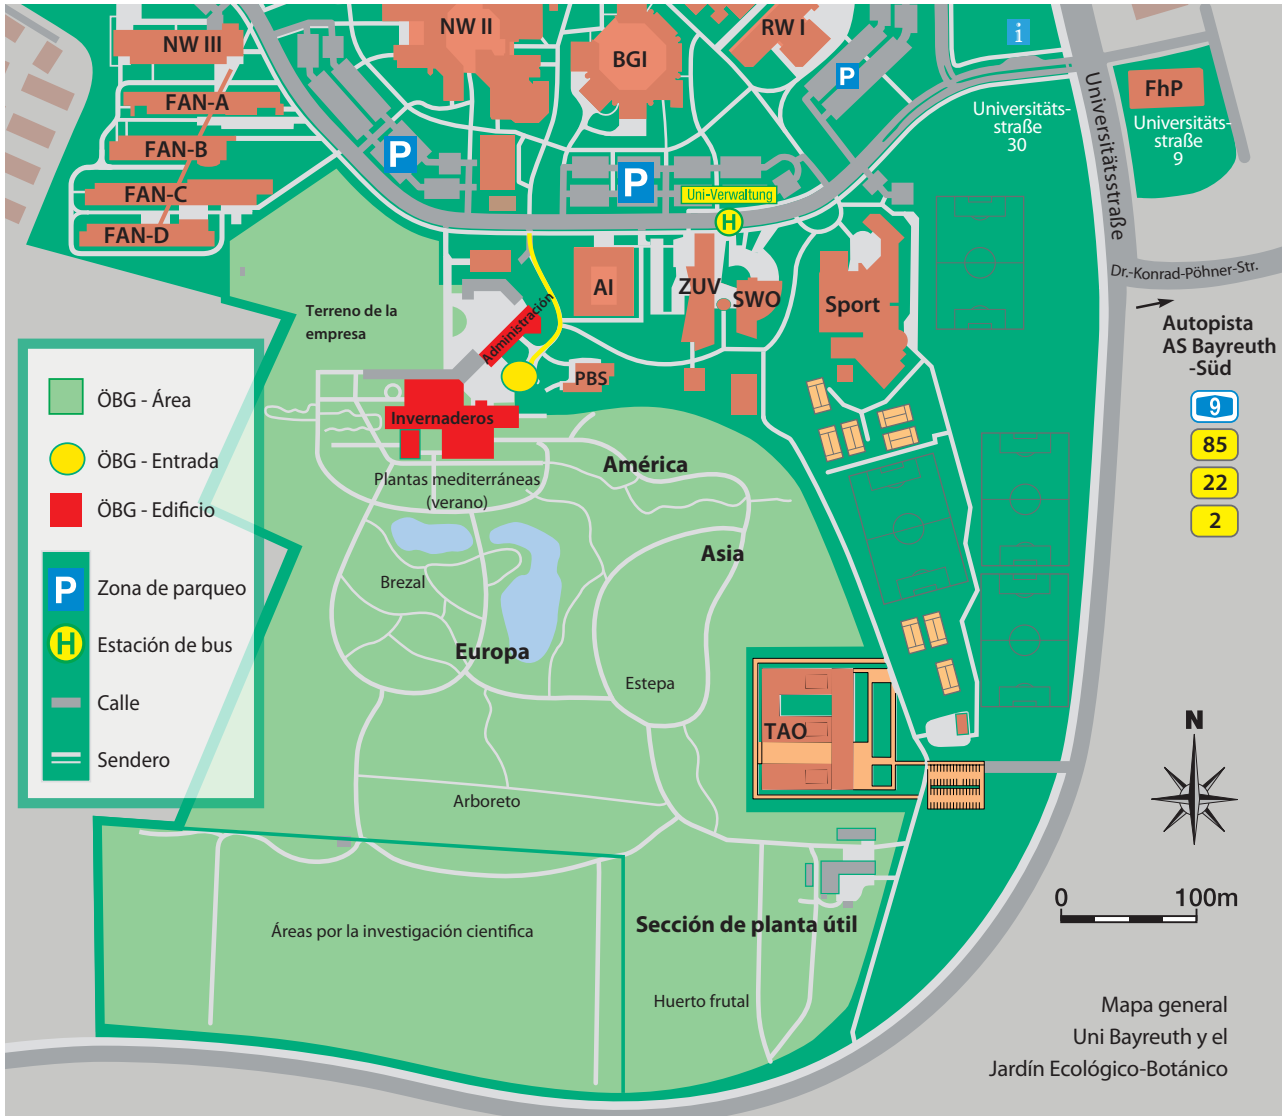 NW III
NW II
BGI
RW I
i
P
FhP
FAN-A
FAN-B
FAN-C
FAN-D
P
P
Universitäts-
straße
30
Universitätsstraße
Universitäts-
straße
9
Uni-Verwaltung
H
AI
ZUV
SWO
Sport
Dr.-Konrad-Pöhner-Str.
Terreno de la
empresa
Administración
PBS
Invernaderos
Autopista
AS Bayreuth
-Süd
9
85
22
2
ÖBG - Área
ÖBG - Entrada
ÖBG - Edificio
P
Zona de parqueo
H
Estación de bus
Calle
Sendero
Plantas mediterráneas
(verano)
América
Asia
Brezal
Europa
Estepa
TAO
Arboreto
N
0
100m
Sección de planta útil
Áreas por la investigación cientifica
Huerto frutal
Mapa general
Uni Bayreuth y el
Jardín Ecológico-Botánico